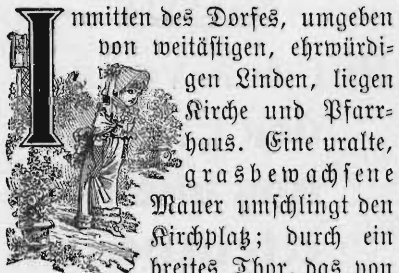 Inmitten des Dorfes, umgeben
von weitäſtigen, ehrwürdi-
gen Linden, liegen
Kirche und Pfarr-
haus. Eine uralte,
grasbewachſene
Mauer umſchlingt den
Kirchplatz; durch ein
breites Thor, das von